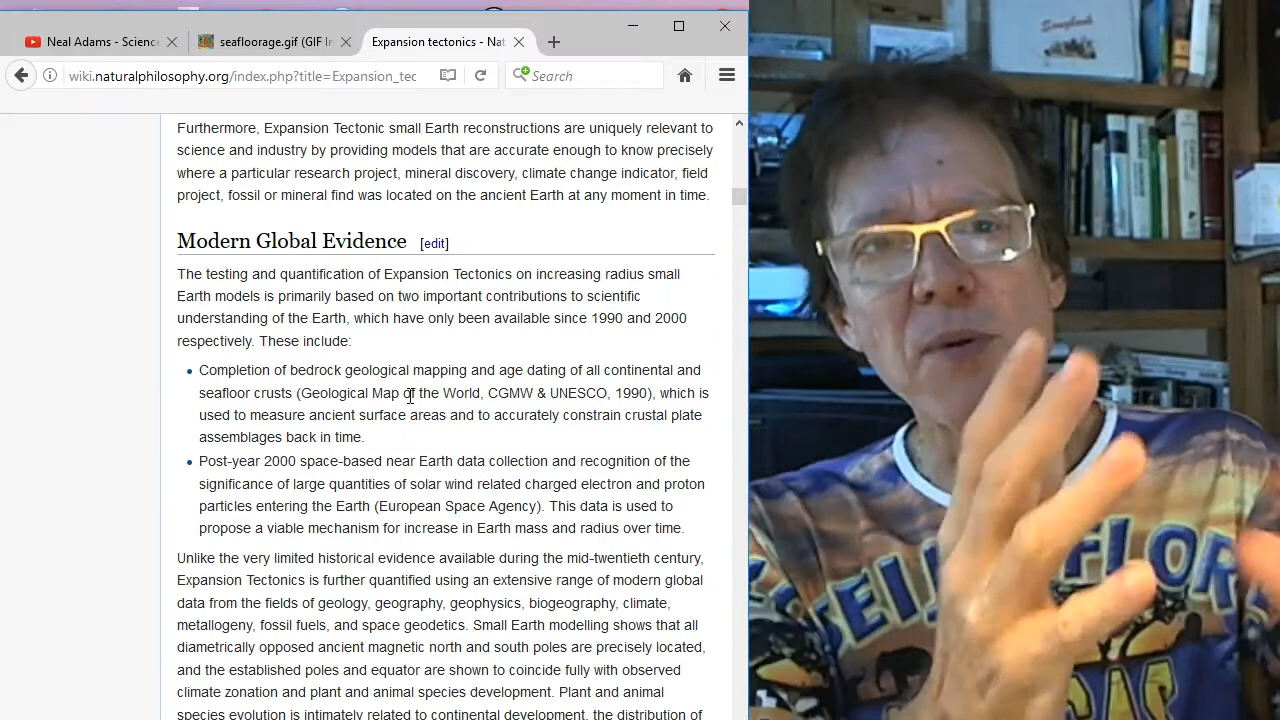 Neal Adams - Science
seafloorage.gif (GIF In
Expansion tectonics - Nat
wiki.naturalphilosophy.org/index.php?title=Expansion_tec
Search
Furthermore, Expansion Tectonic small Earth reconstructions are uniquely relevant to
science and industry by providing models that are accurate enough to know precisely
where a particular research project, mineral discovery, climate change indicator, field
project, fossil or mineral find was located on the ancient Earth at any moment in time.
Modern Global Evidence [edit]
The testing and quantification of Expansion Tectonics on increasing radius small
Earth models is primarily based on two important contributions to scientific
understanding of the Earth, which have only been available since 1990 and 2000
respectively. These include:
Completion of bedrock geological mapping and age dating of all continental and
seafloor crusts (Geological Map of the World, CGMW & UNESCO, 1990), which is
used to measure ancient surface areas and to accurately constrain crustal plate
assemblages back in time.
Post-year 2000 space-based near Earth data collection and recognition of the
significance of large quantities of solar wind related charged electron and proton
particles entering the Earth (European Space Agency). This data is used to
propose a viable mechanism for increase in Earth mass and radius over time.
Unlike the very limited historical evidence available during the mid-twentieth century,
Expansion Tectonics is further quantified using an extensive range of modern global
data from the fields of geology, geography, geophysics, biogeography, climate,
metallogeny, fossil fuels, and space geodetics. Small Earth modelling shows that all
diametrically opposed ancient magnetic north and south poles are precisely located,
and the established poles and equator are shown to coincide fully with observed
climate zonation and plant and animal species development. Plant and animal
species evolution is intimately related to continental development, the distribution of
Songbook